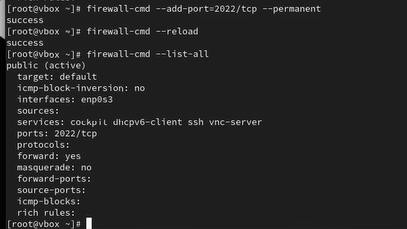 [root@vbox ~]# firewall-cmd --add-port=2022/tcp --permanent
success
[root@vbox ~]# firewall-cmd --reload
success
[root@vbox ~]# firewall-cmd --list-all
public (active)
  target: default
  icmp-block-inversion: no
  interfaces: enp0s3
  sources:
  services: cockpit dhcpv6-client ssh vnc-server
  ports: 2022/tcp
  protocols:
  forward: yes
  masquerade: no
  forward-ports:
  source-ports:
  icmp-blocks:
  rich rules:
[root@vbox ~]#